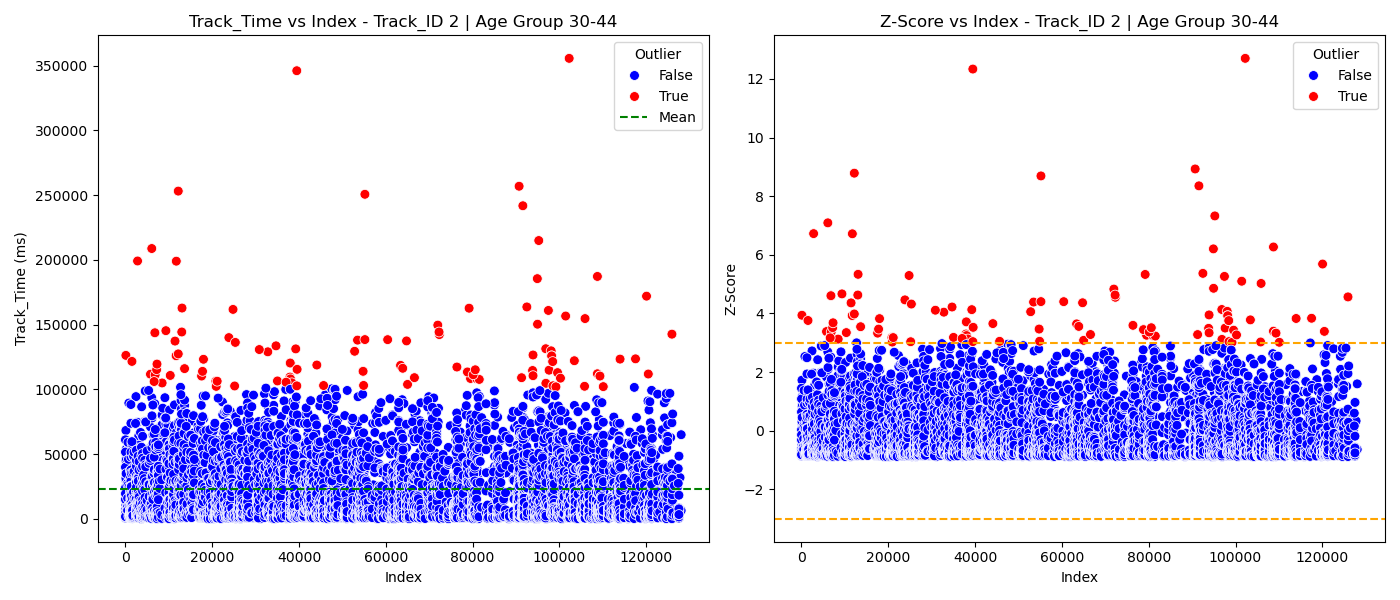 Track_Time vs Index - Track_ID 2 | Age Group 30-44
Outlier
False
True
Mean
350000
300000
250000
200000
150000
100000
50000
0
Track_Time (ms)
0
20000
40000
60000
80000
100000
120000
Index
Z-Score vs Index - Track_ID 2 | Age Group 30-44
Outlier
False
True
12
10
8
6
4
2
0
−2
Z-Score
0
20000
40000
60000
80000
100000
120000
Index